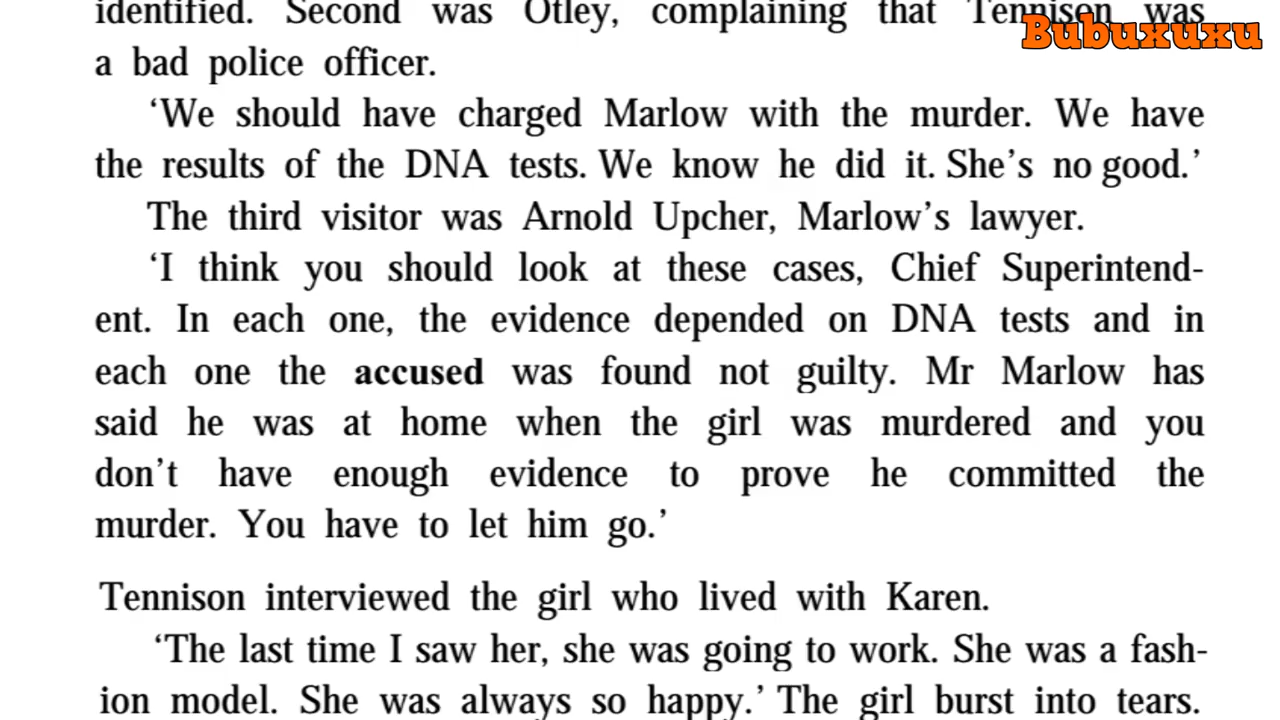 identified. Second was Otley, complaining that Tennison was
Bubuxuxu
a bad police officer.
‘We should have charged Marlow with the murder. We have
the results of the DNA tests. We know he did it. She’s no good.’
The third visitor was Arnold Upcher, Marlow’s lawyer.
‘I think you should look at these cases, Chief Superintend-
ent. In each one, the evidence depended on DNA tests and in
each one the accused was found not guilty. Mr Marlow has
said he was at home when the girl was murdered and you
don’t have enough evidence to prove he committed the
murder. You have to let him go.’
Tennison interviewed the girl who lived with Karen.
‘The last time I saw her, she was going to work. She was a fash-
ion model. She was always so happy.’ The girl burst into tears.